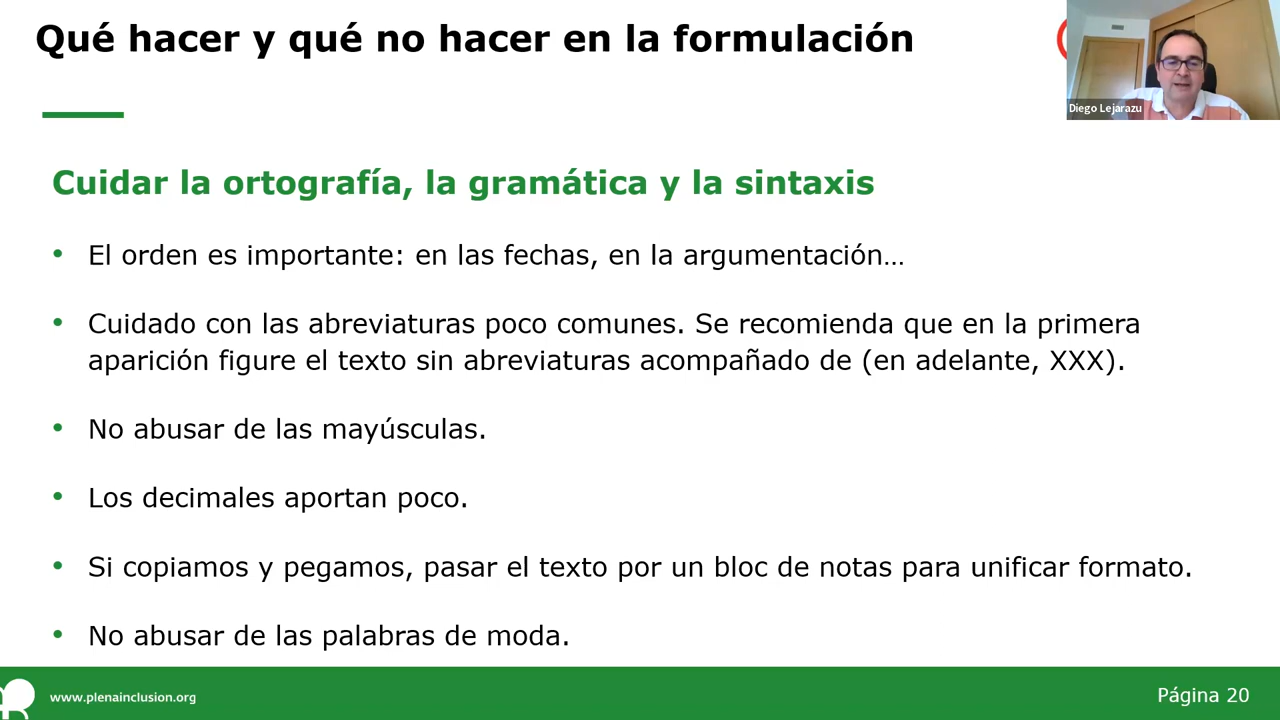 Qué hacer y qué no hacer en la formulación
Diego Lejarazu
Cuidar la ortografía, la gramática y la sintaxis
• El orden es importante: en las fechas, en la argumentación…
• Cuidado con las abreviaturas poco comunes. Se recomienda que en la primera
aparición figure el texto sin abreviaturas acompañado de (en adelante, XXX).
• No abusar de las mayúsculas.
• Los decimales aportan poco.
• Si copiamos y pegamos, pasar el texto por un bloc de notas para unificar formato.
• No abusar de las palabras de moda.
www.plenainclusion.org
Página 20